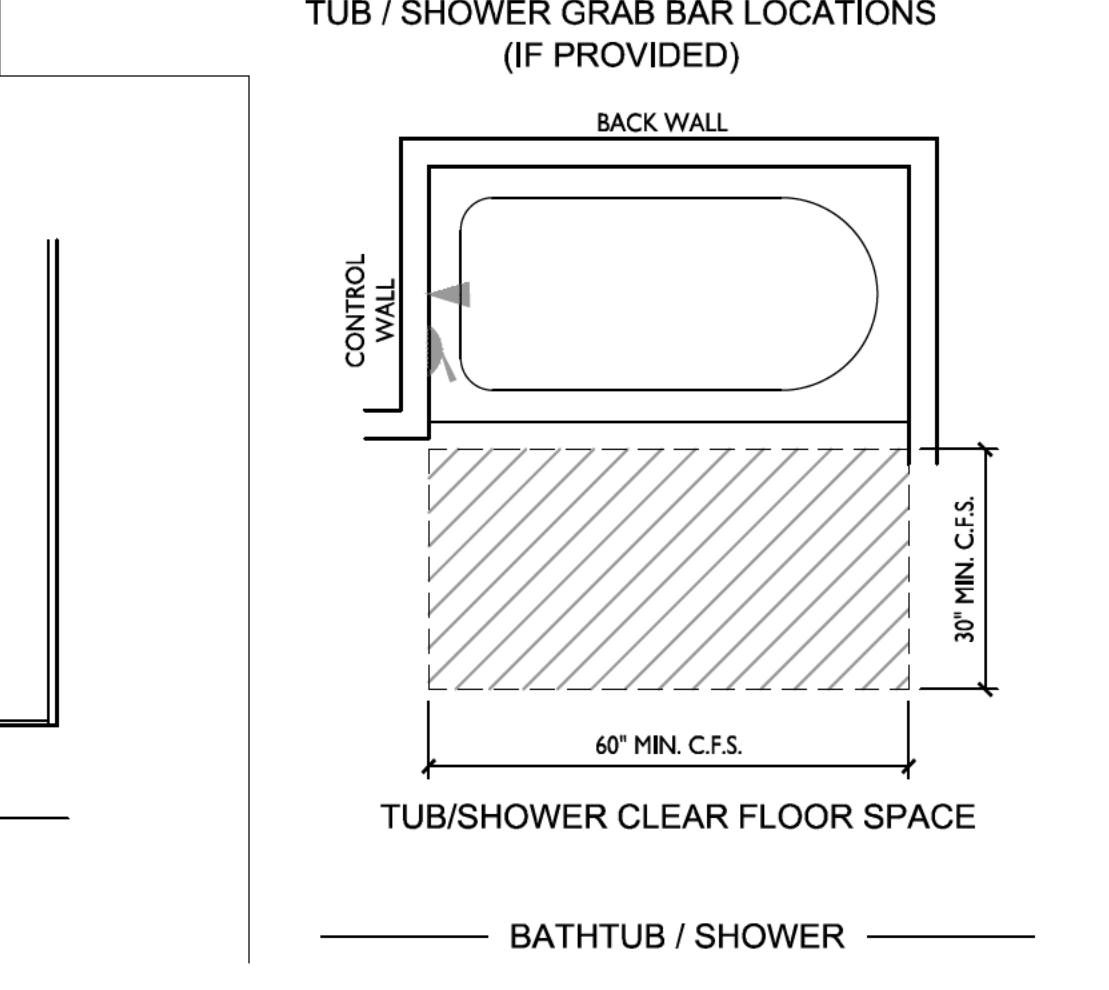 TUB / SHOWER GRAB BAR LOCATIONS
(IF PROVIDED)
BACK WALL
CONTROL
WALL
30" MIN. C.F.S.
60" MIN. C.F.S.
TUB/SHOWER CLEAR FLOOR SPACE
BATHTUB / SHOWER